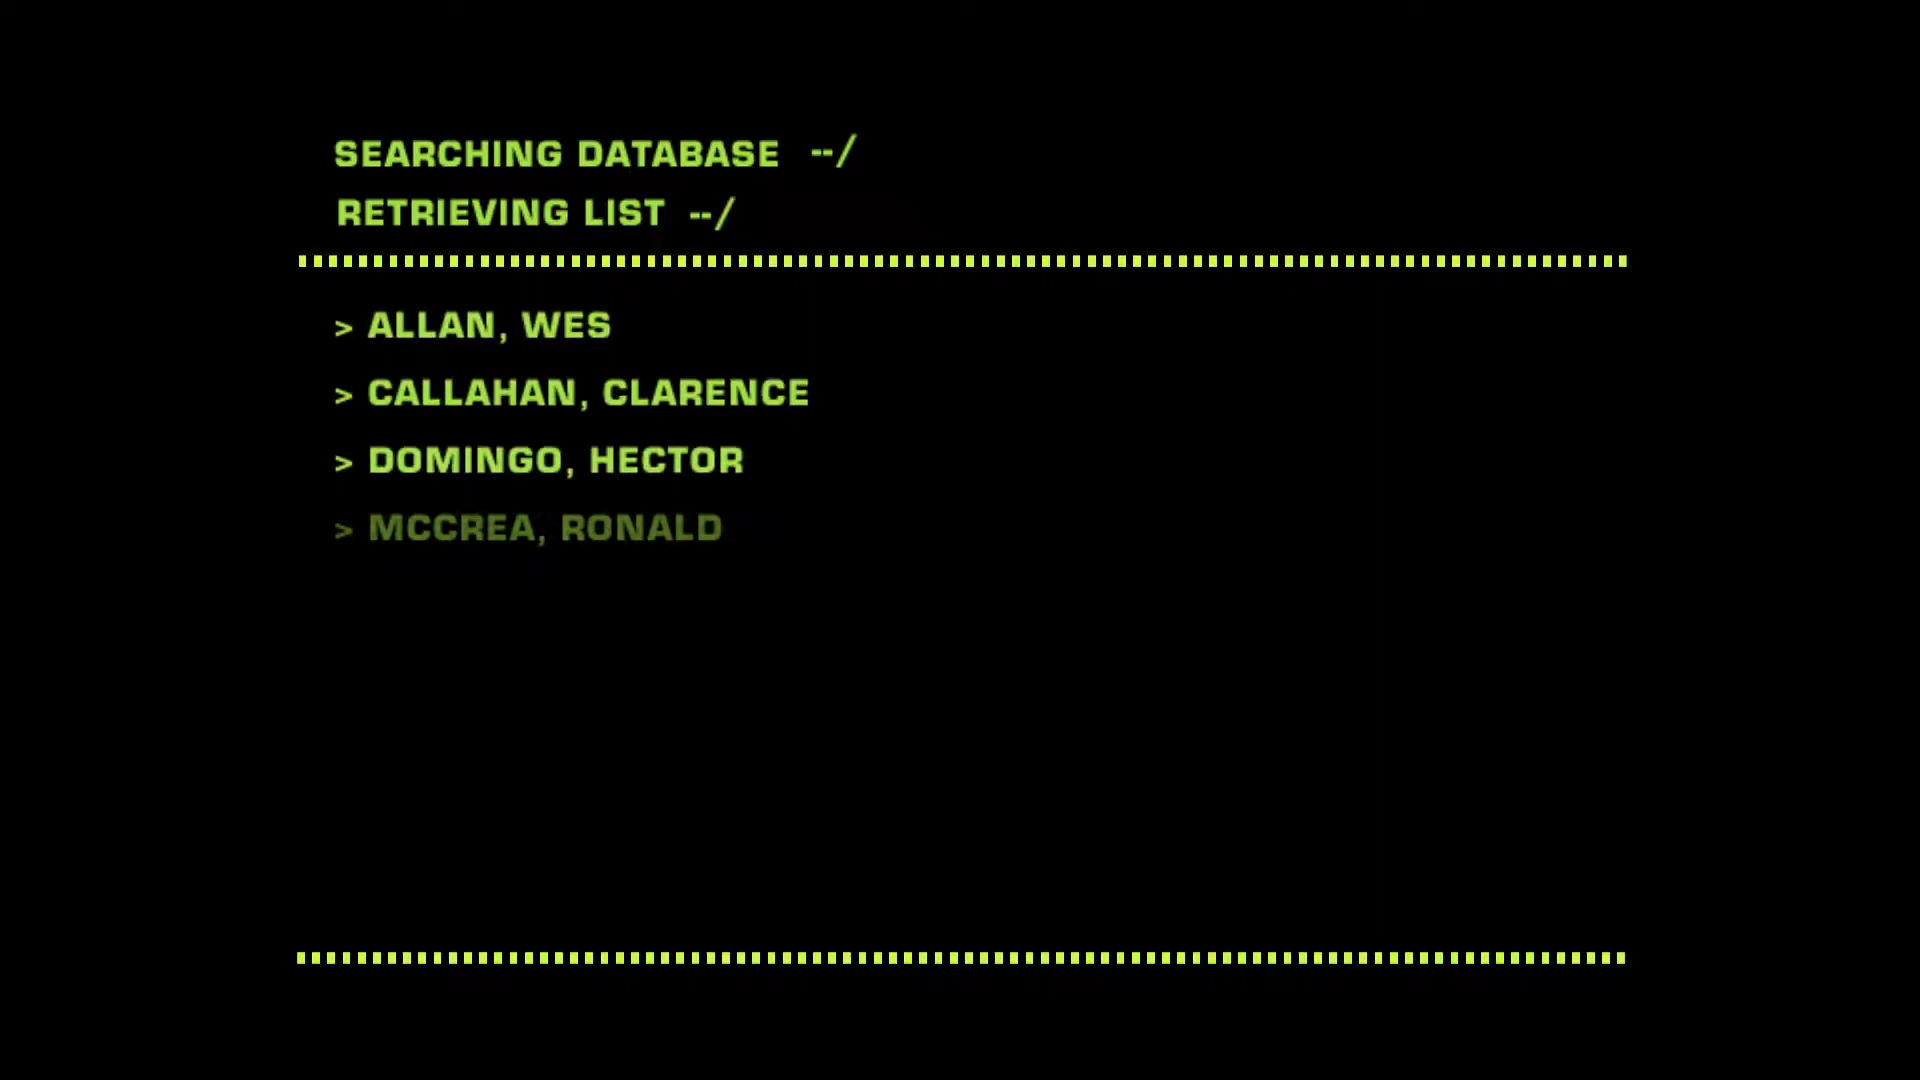 SEARCHING DATABASE --/
RETRIEVING LIST --/
> ALLAN, WES
> CALLAHAN, CLARENCE
> DOMINGO, HECTOR
> MCCREA, RONALD